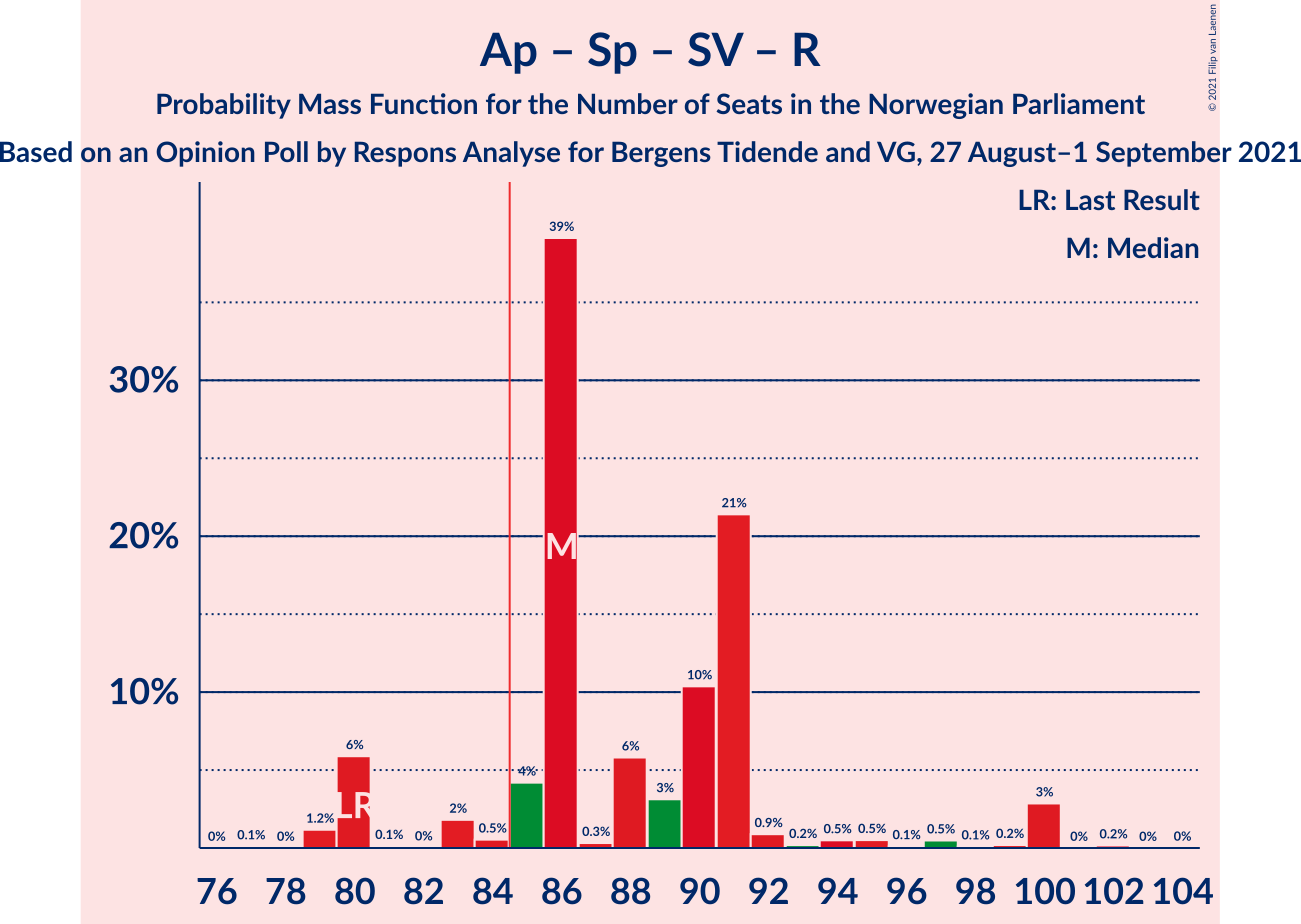 Ap – Sp – SV – R
Probability Mass Function for the Number of Seats in the Norwegian Parliament
Based on an Opinion Poll by Respons Analyse for Bergens Tidende and VG, 27 August–1 September 2021
© 2021 Filip van Laenen
LR: Last Result
M: Median
30%
20%
10%
0% 0.1% 0% 1.2% 6% 0.1% 0% 2% 0.5% 4% 39% 0.3% 6% 3% 10% 21% 0.9% 0.2% 0.5% 0.5% 0.1% 0.5% 0.1% 0.2% 3% 0% 0.2% 0% 0%
M
LR
76 78 80 82 84 86 88 90 92 94 96 98 100 102 104